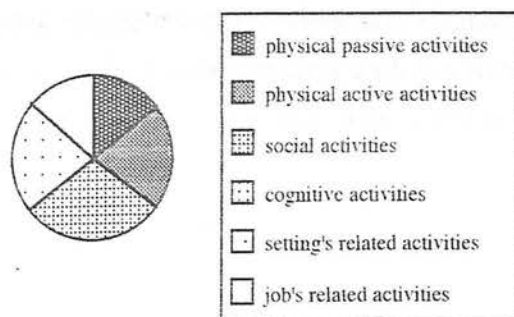 physical passive activities
physical active activities
social activities
cognitive activities
setting's related activities
job's related activities